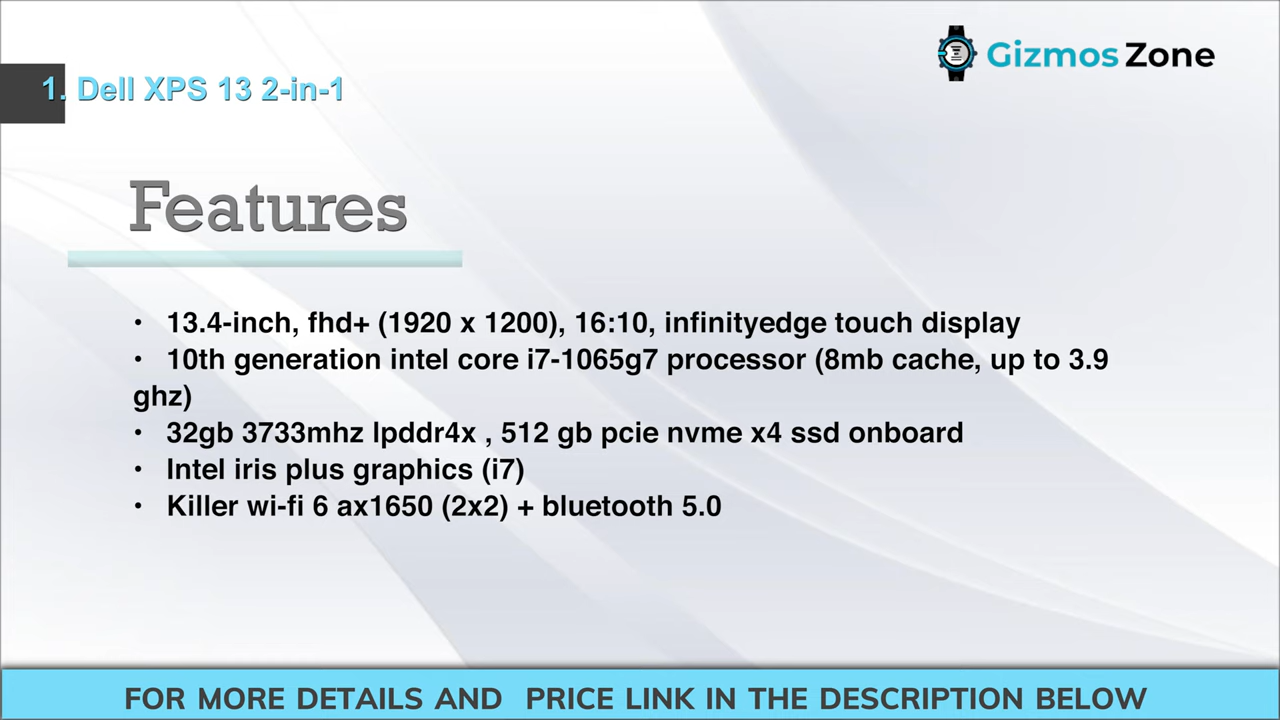 Gizmos Zone
1. Dell XPS 13 2-in-1
Features
• 13.4-inch, fhd+ (1920 x 1200), 16:10, infinityedge touch display
• 10th generation intel core i7-1065g7 processor (8mb cache, up to 3.9
ghz)
• 32gb 3733mhz lpddr4x , 512 gb pcie nvme x4 ssd onboard
• Intel iris plus graphics (i7)
• Killer wi-fi 6 ax1650 (2x2) + bluetooth 5.0
FOR MORE DETAILS AND PRICE LINK IN THE DESCRIPTION BELOW